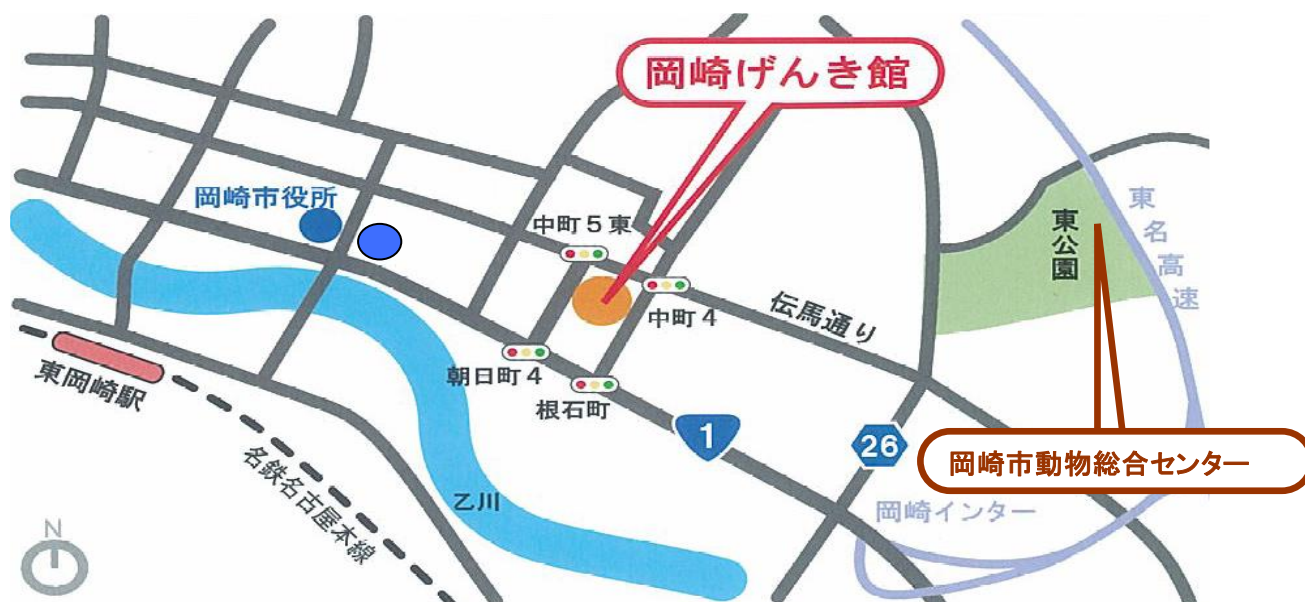 岡崎げんき館
岡崎市役所
中町5東
中町4
伝馬通り
東公園
東名高速
朝日町4
根石町
東岡崎駅
1
26
岡崎市動物総合センター
名鉄名古屋本線
乙川
岡崎インター
N